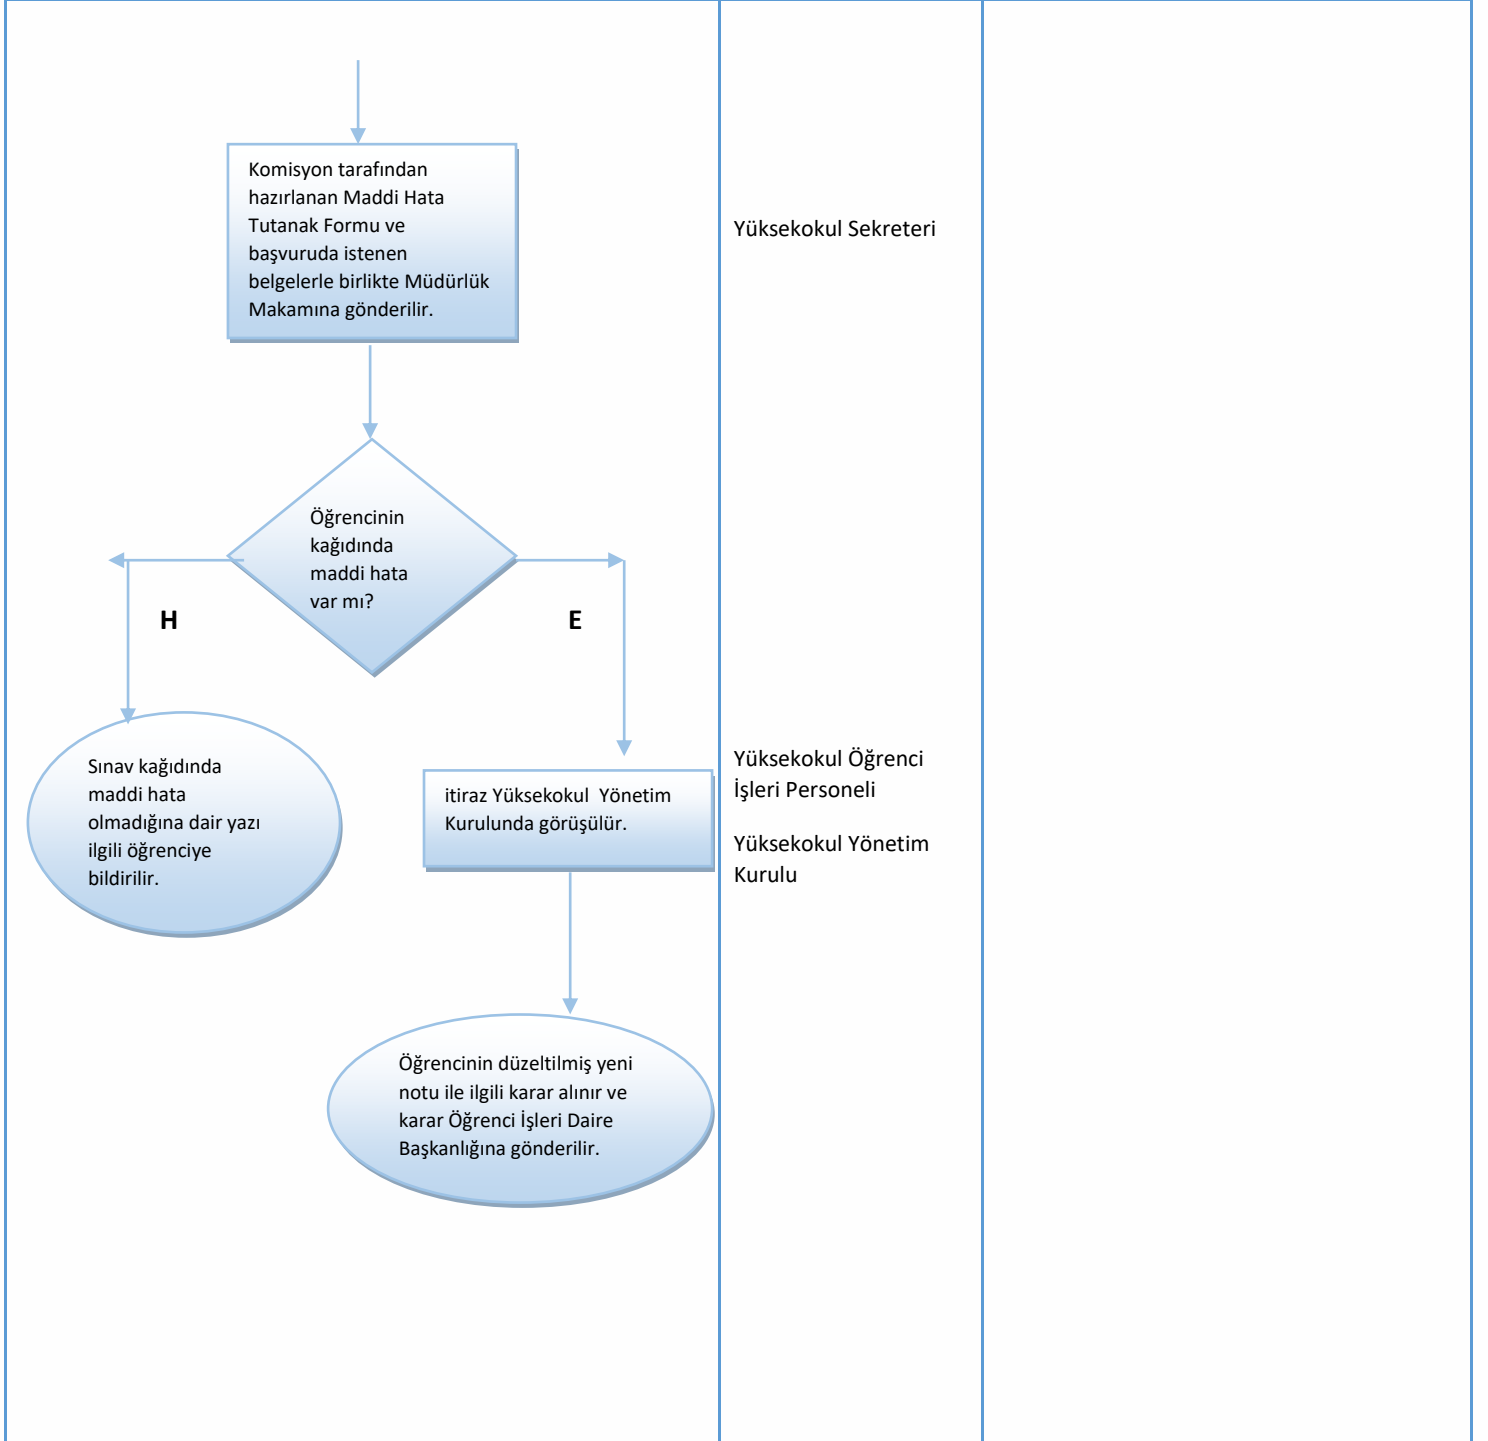 Komisyon tarafından
hazırlanan Maddi Hata
Tutanak Formu ve
başvuruda istenen
belgelerle birlikte Müdürlük
Makamına gönderilir.
Yüksekokul Sekreteri
Öğrencinin
kağıdında
maddi hata
var mı?
H
E
Sınav kağıdında
maddi hata
olmadığına dair yazı
ilgili öğrenciye
bildirilir.
itiraz Yüksekokul  Yönetim
Kurulunda görüşülür.
Yüksekokul Öğrenci
İşleri Personeli
Yüksekokul Yönetim
Kurulu
Öğrencinin düzeltilmiş yeni
notu ile ilgili karar alınır ve
karar Öğrenci İşleri Daire
Başkanlığına gönderilir.